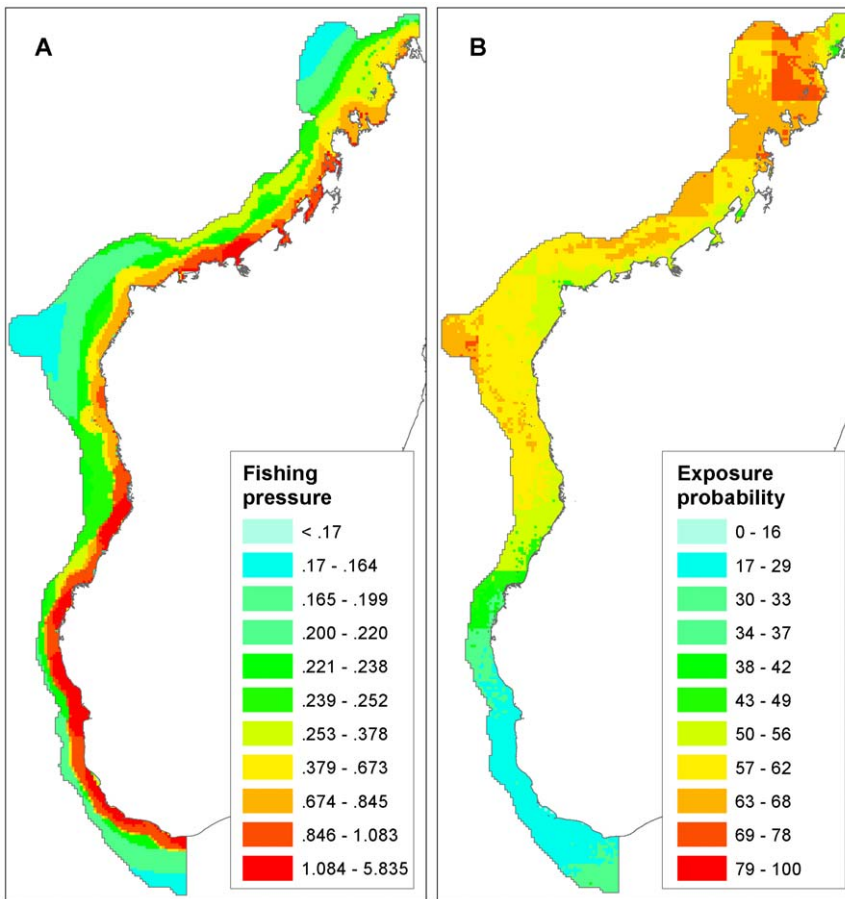 A
Fishing
pressure
< .17
.17 - .164
.165 - .199
.200 - .220
.221 - .238
.239 - .252
.253 - .378
.379 - .673
.674 - .845
.846 - 1.083
1.084 - 5.835
B
Exposure
probability
0 - 16
17 - 29
30 - 33
34 - 37
38 - 42
43 - 49
50 - 56
57 - 62
63 - 68
69 - 78
79 - 100